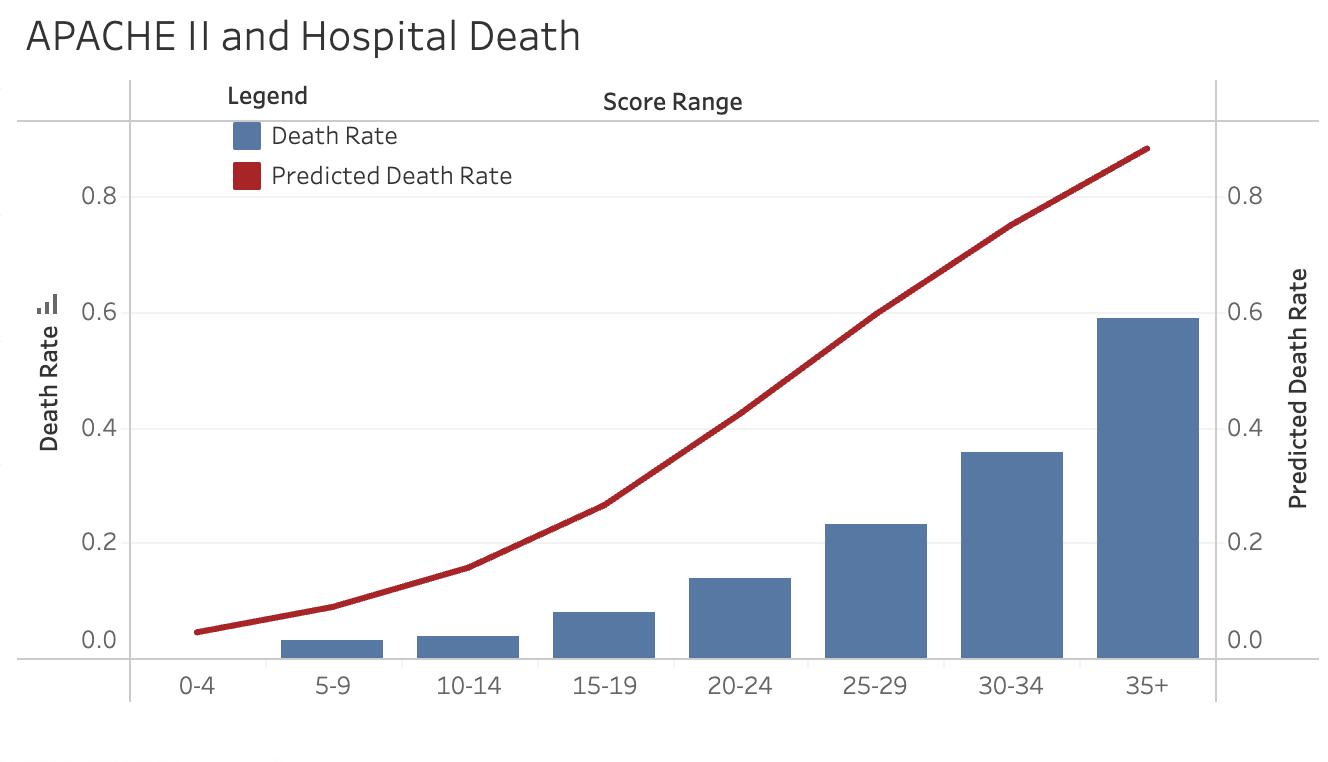 APACHE II and Hospital Death
Legend
Score Range
Death Rate
Predicted Death Rate
0.8
0.6
0.4
0.2
0.0
Death Rate
0.8
0.6
0.4
0.2
0.0
Predicted Death Rate
0-4
5-9
10-14
15-19
20-24
25-29
30-34
35+